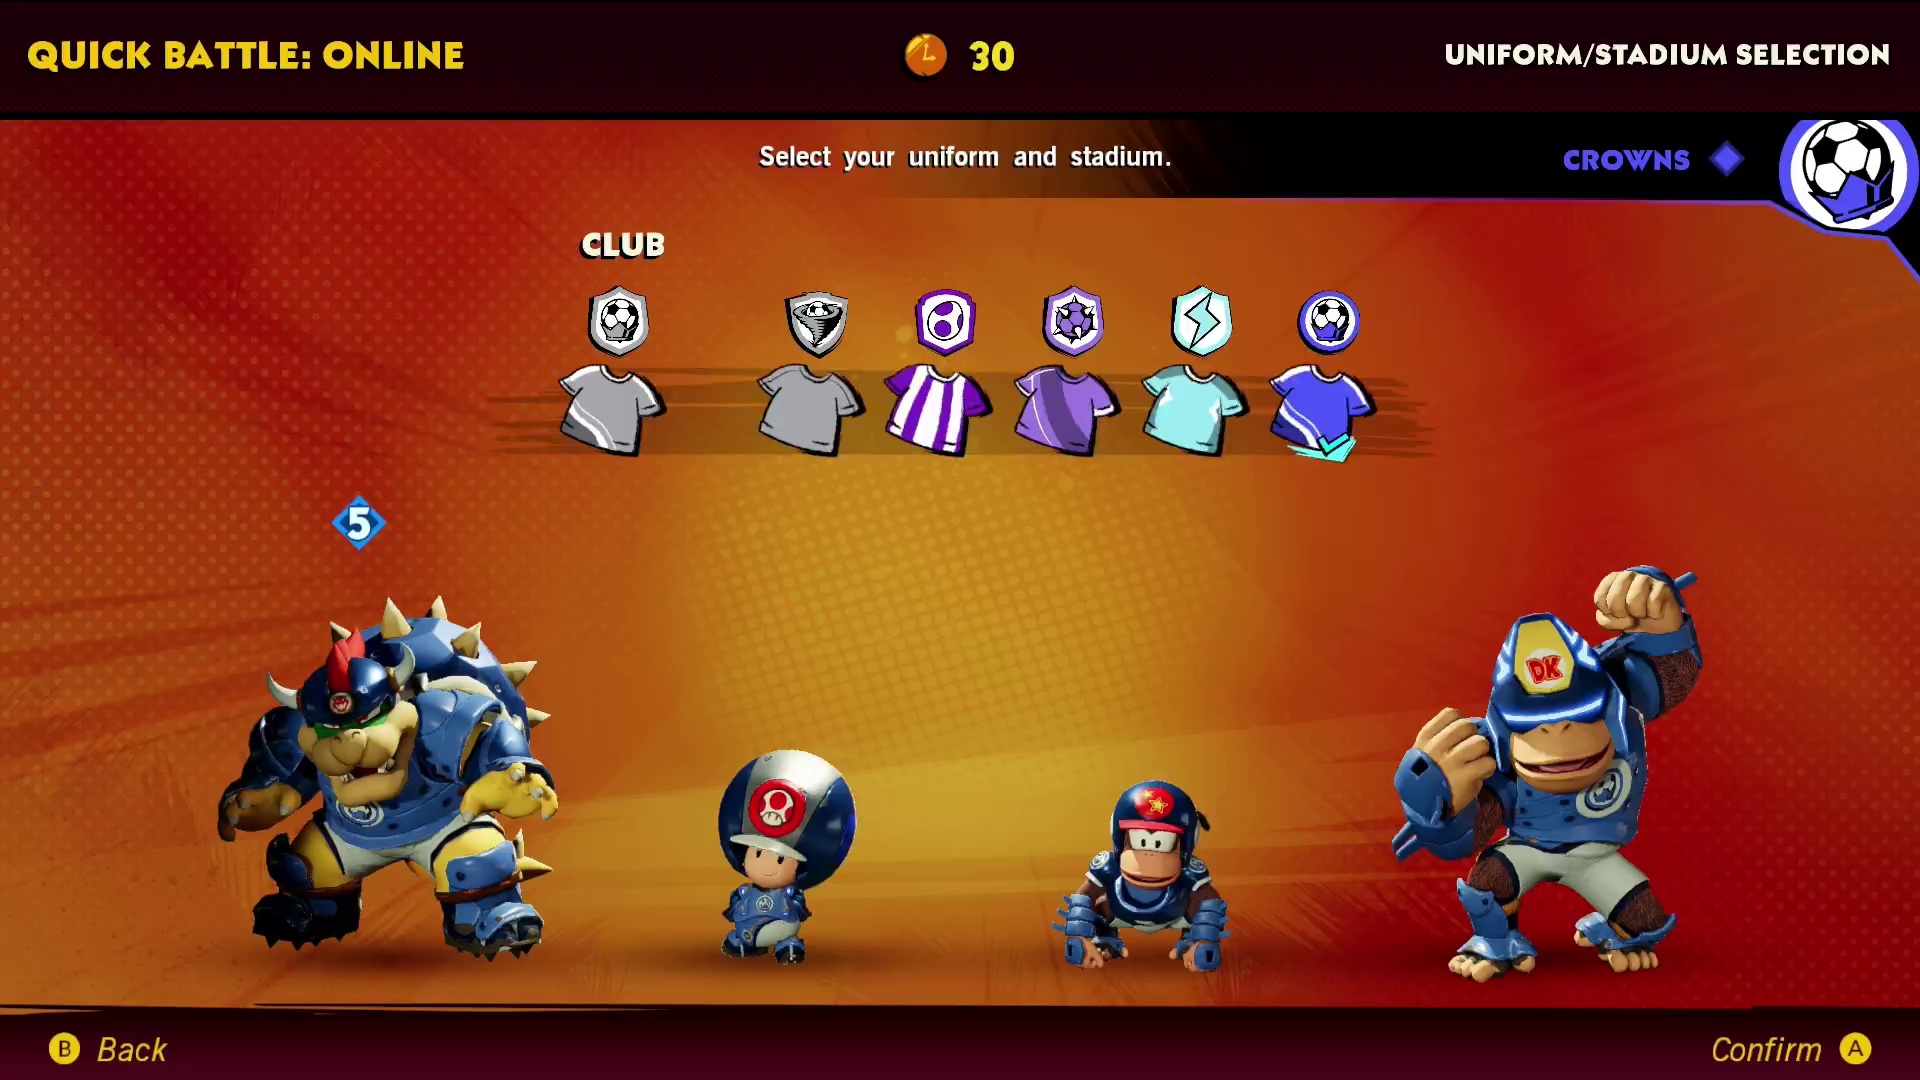 QUICK BATTLE: ONLINE
30
UNIFORM/STADIUM SELECTION
Select your uniform and stadium.
CROWNS
CLUB
5
DK
B Back
Confirm A